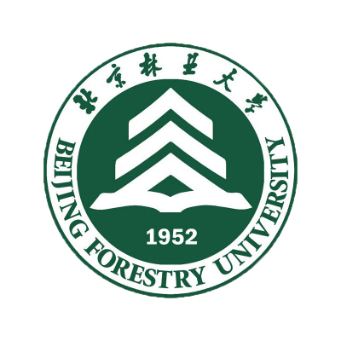 北京林业大学
1952
BEIJING FORESTRY UNIVERSITY